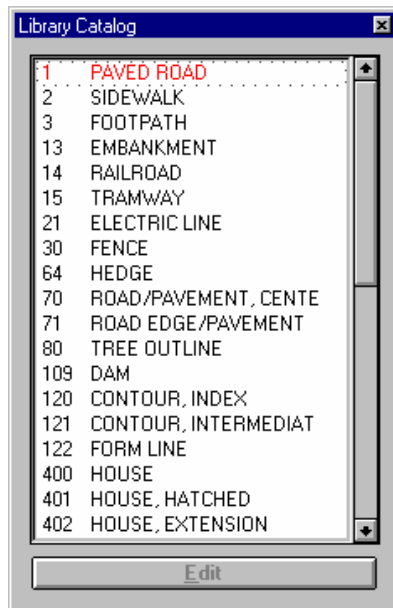 Library Catalog
1 PAVED ROAD
2 SIDEWALK
3 FOOTPATH
13 EMBANKMENT
14 RAILROAD
15 TRAMWAY
21 ELECTRIC LINE
30 FENCE
64 HEDGE
70 ROAD/PAVEMENT, CENTE
71 ROAD EDGE/PAVEMENT
80 TREE OUTLINE
109 DAM
120 CONTOUR, INDEX
121 CONTOUR, INTERMEDIAT
122 FORM LINE
400 HOUSE
401 HOUSE, HATCHED
402 HOUSE, EXTENSION
Edit